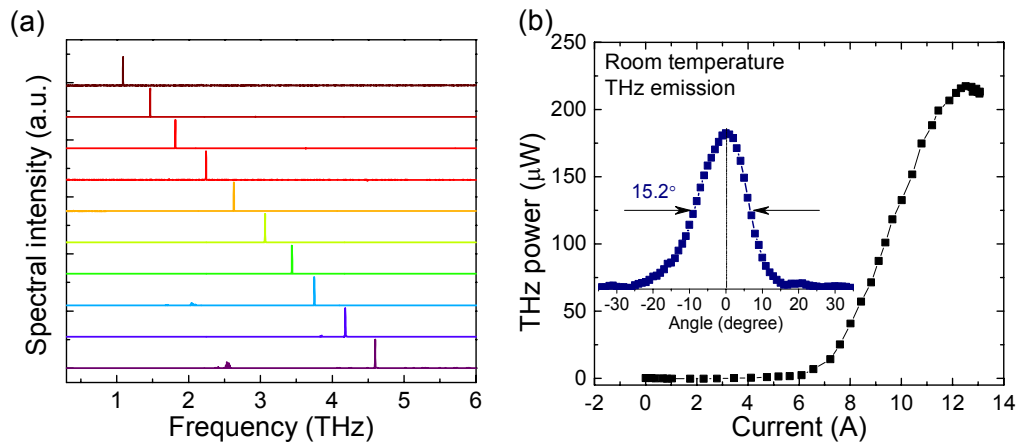 (a)
Spectral intensity (a.u.)
1 2 3 4 5 6
Frequency (THz)
(b)
250
200
150
100
50
0
THz power (μW)
Room temperature
THz emission
15.2°
-30 -20 -10 0 10 20 30
Angle (degree)
-2 0 2 4 6 8 10 12 14
Current (A)